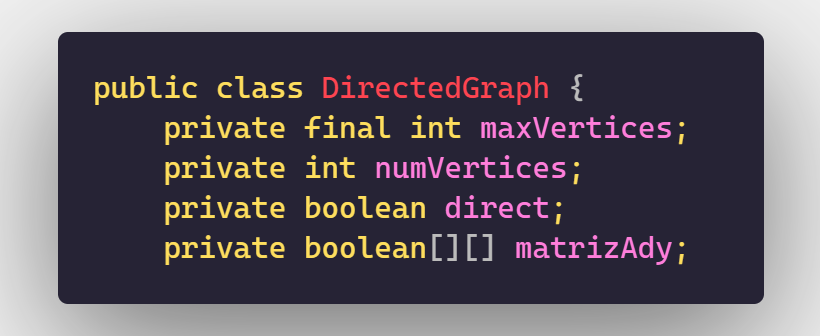 public class DirectedGraph {
    private final int maxVertices;
    private int numVertices;
    private boolean direct;
    private boolean[][] matrizAdy;